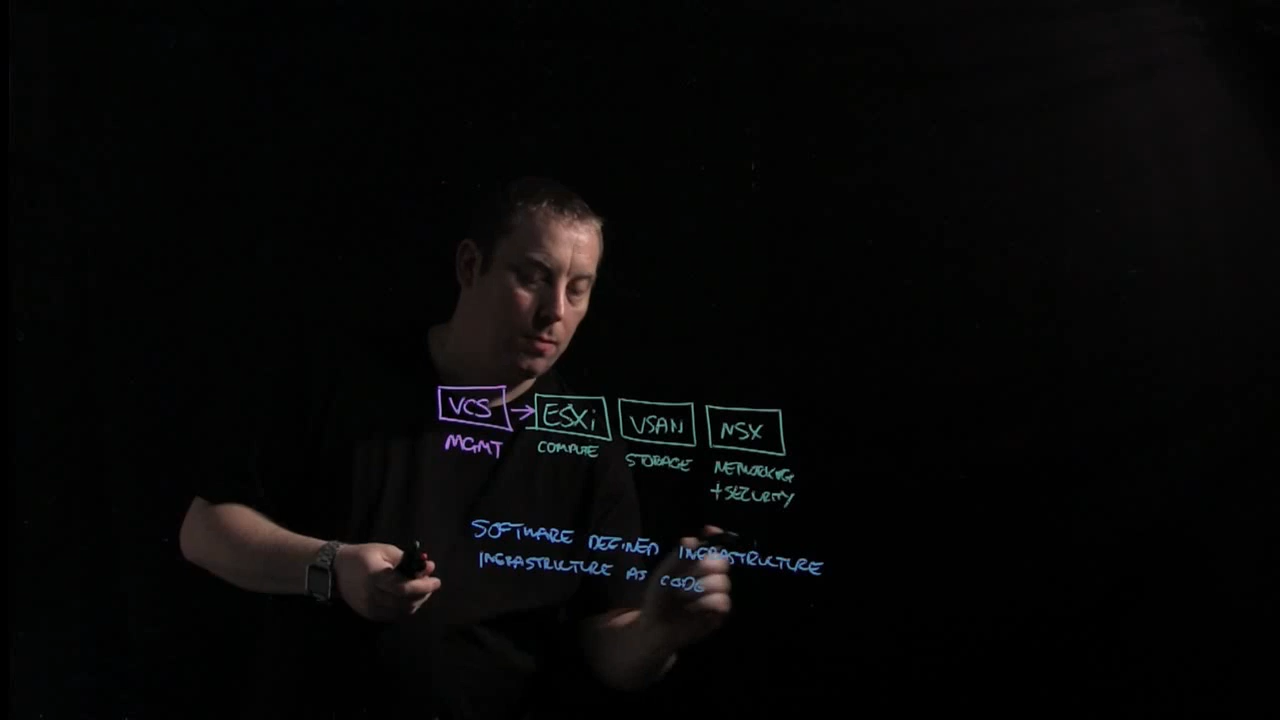 VCS → ESXi VSAN NSX
MGMT COMPUTE STORAGE NETWORKING
+SECURITY
SOFTWARE DEFINED INFRASTRUCTURE
INFRASTRUCTURE AS CODE